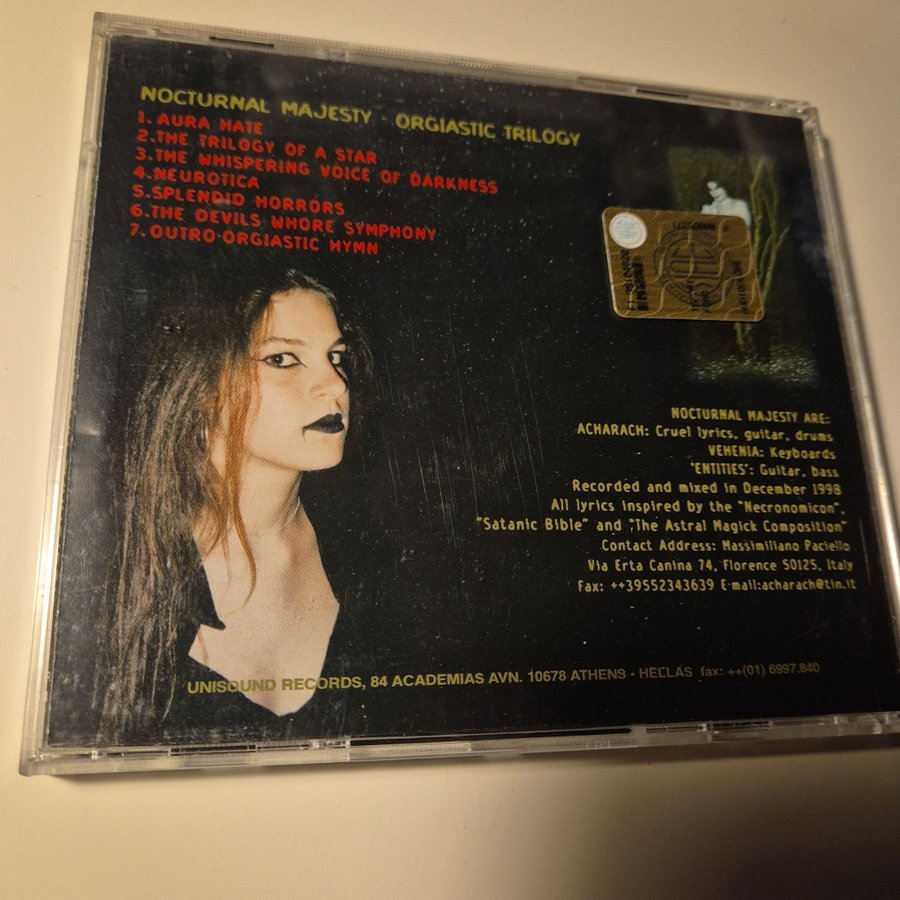 NOCTURNAL MAJESTY - ORGIASTIC TRILOGY
1. AURA HATE
2.THE TRILOGY OF A STAR
3.THE WHISPERING VOICE OF DARKNESS
4.NEUROTICA
5.SPLENDID HORRORS
6.THE DEVILS WHORE SYMPHONY
7.OUTRO-ORGIASTIC HYMN
NOCTURNAL MAJESTY ARE:
ACHARACH: Cruel lyrics, guitar, drums
VEHENIA: Keyboards
"ENTITIES": Guitar, bass
Recorded and mixed in December 1998
All lyrics inspired by the "Necronomicon",
"Satanic Bible" and "The Astral Magick Composition"
Contact Address: Massimiliano Paciello
Via Erta Canina 74, Florence 50125, Italy
Fax: ++39552343639 E-mail:acharach@tin.it
UNISOUND RECORDS, 84 ACADEMIAS AVN. 10678 ATHENS - HELLAS fax: ++(01) 6997.840